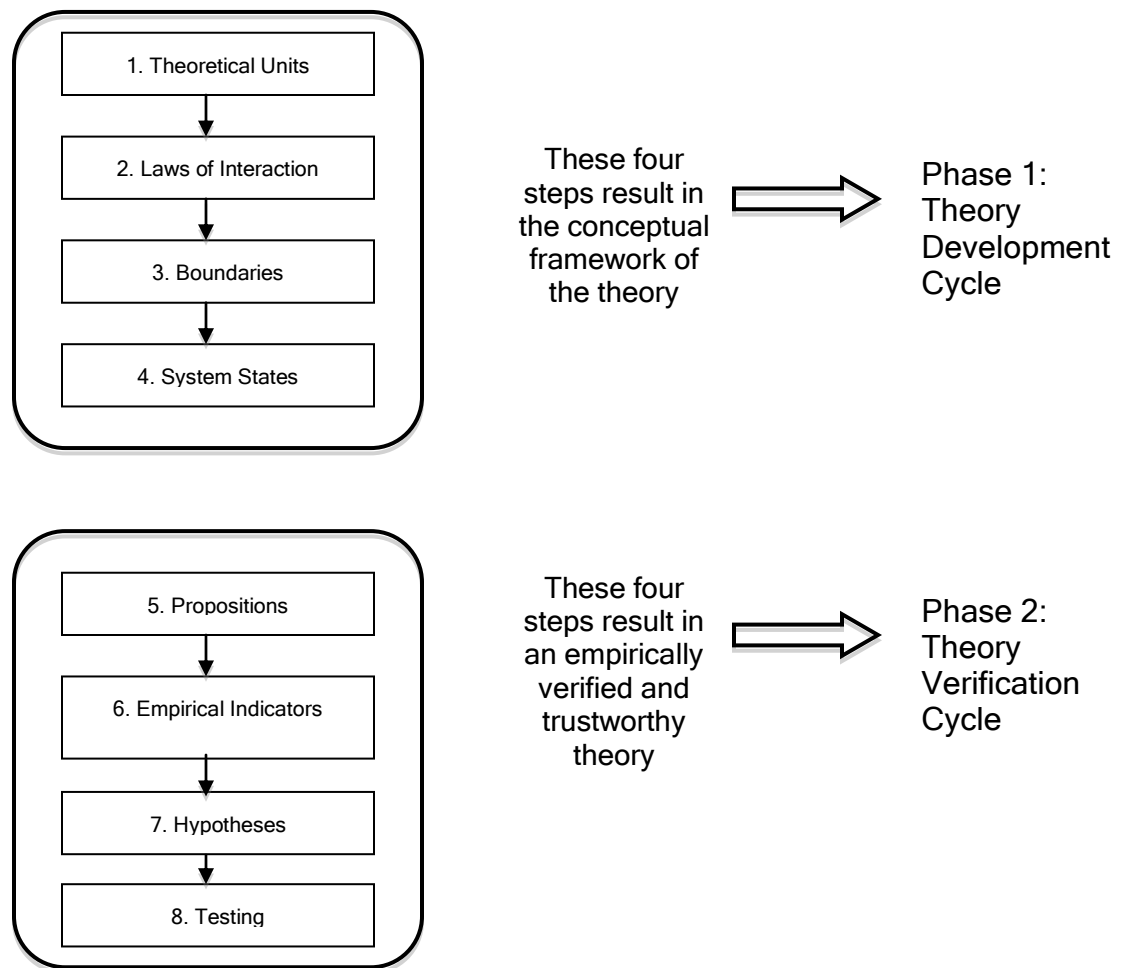 1. Theoretical Units
2. Laws of Interaction
3. Boundaries
4. System States
These four
steps result in
the conceptual
framework of
the theory
Phase 1:
Theory
Development
Cycle
5. Propositions
6. Empirical Indicators
7. Hypotheses
8. Testing
These four
steps result in
an empirically
verified and
trustworthy
theory
Phase 2:
Theory
Verification
Cycle